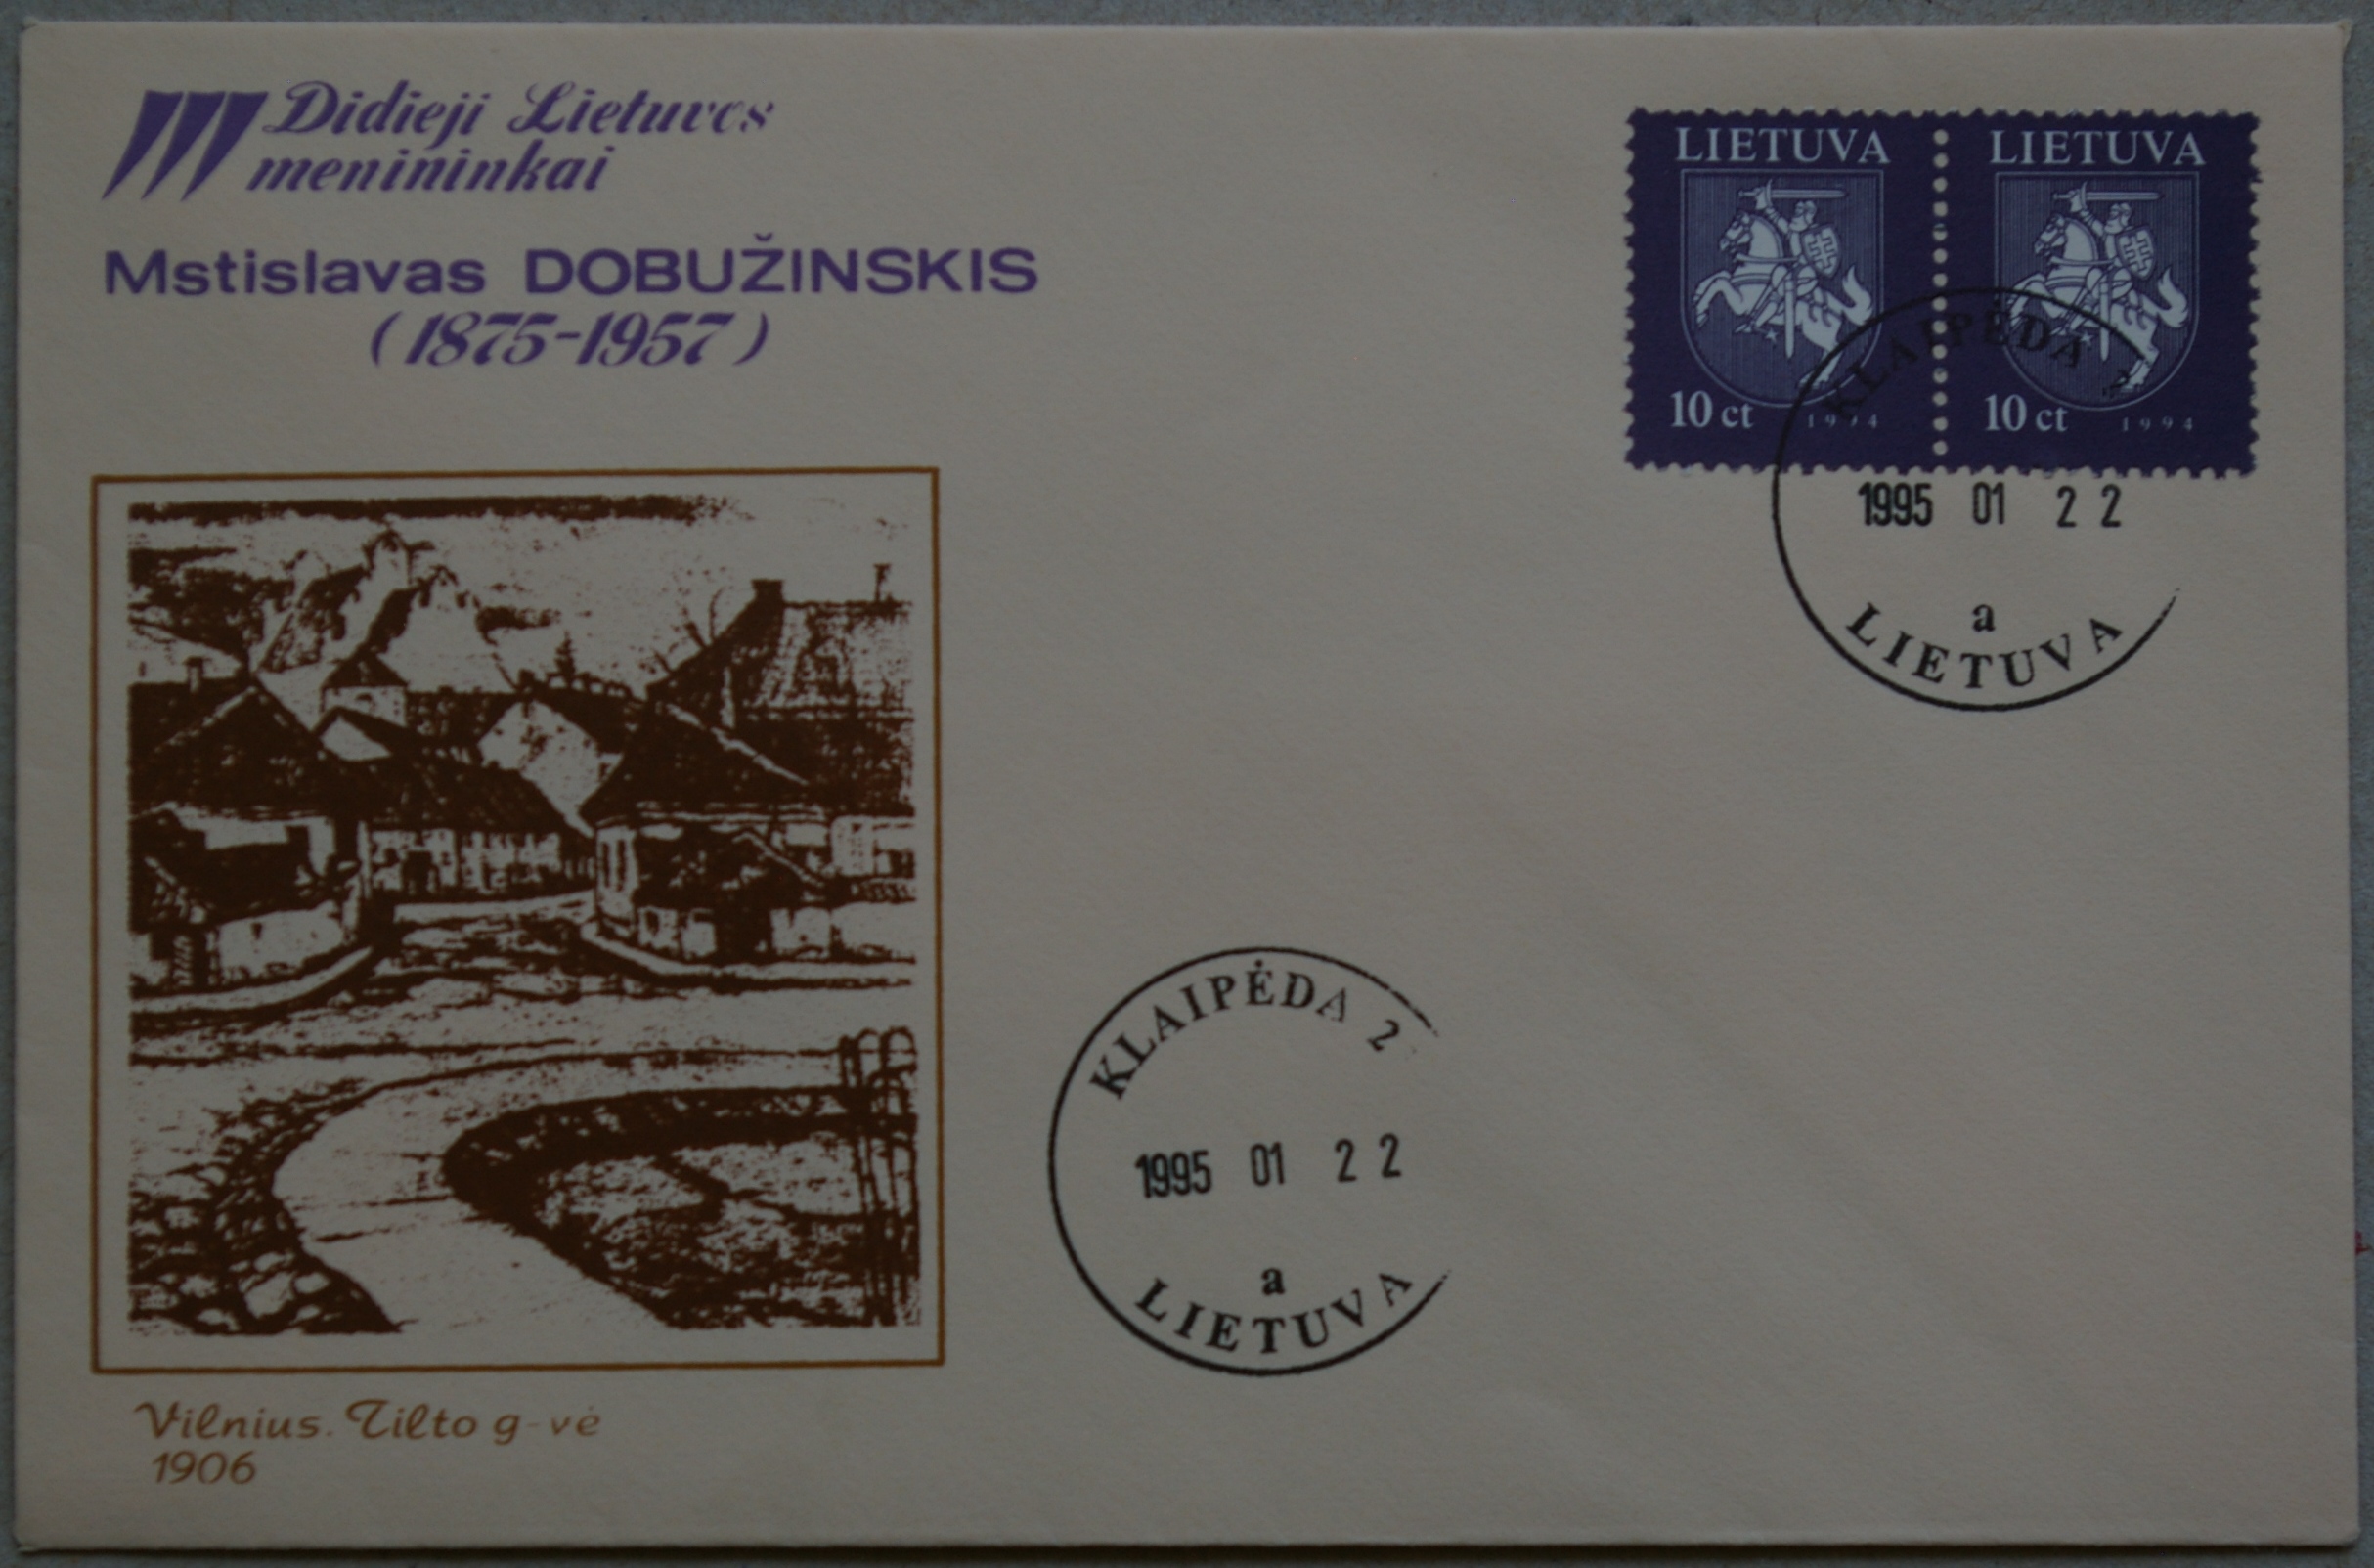 Didieji Lietuvos
menininkai
Mstislavas DOBUŽINSKIS
(1875-1957)
LIETUVA
10 ct 1994
LIETUVA
10 ct 1994
KLAIPĖDA 2
1995 01 22
a
LIETUVA
KLAIPĖDA 2
1995 01 22
a
LIETUVA
Vilnius. Tilto g-vė
1906